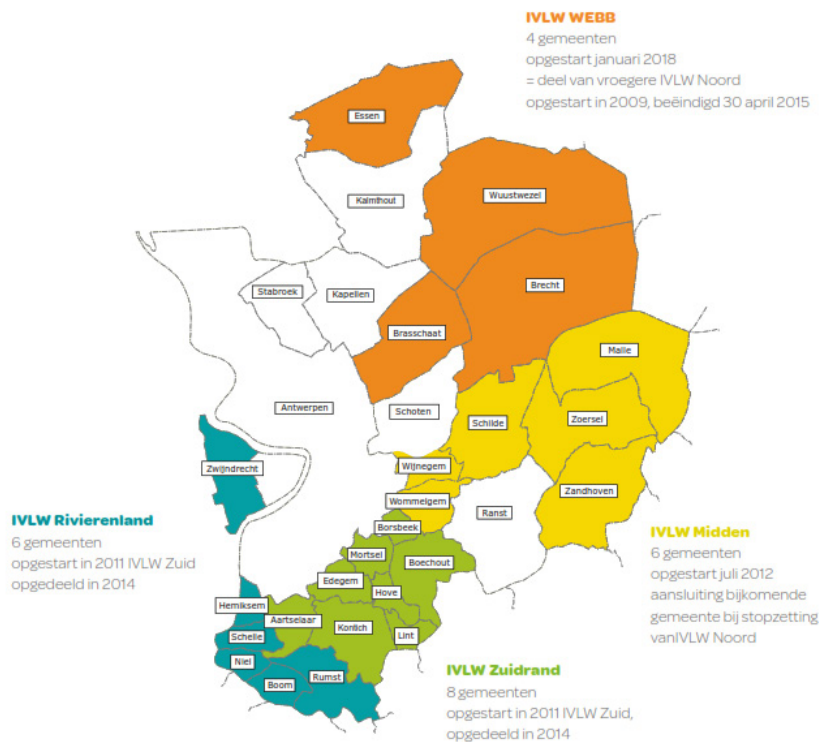 IVLW WEBB
4 gemeenten
opgestart januari 2018
= deel van vroegere IVLW Noord
opgestart in 2009, beëindigd 30 april 2015
Essen
Kalmthout
Wuustwezel
Stabroek
Kapellen
Brecht
Brasschaat
Malle
Antwerpen
Schoten
Schilde
Zoersel
Zwijndrecht
Wijnegem
Zandhoven
Wommelgem
Ranst
Borsbeek
IVLW Rivierenland
6 gemeenten
opgestart in 2011 IVLW Zuid
opgedeeld in 2014
IVLW Midden
6 gemeenten
opgestart juli 2012
aansluiting bijkomende
gemeente bij stopzetting
vanIVLW Noord
Mortsel
Boechout
Edegem
Hove
Hemiksem
Aartselaar
Kontich
Lint
Schelle
Niel
Rumst
Boom
IVLW Zuidrand
8 gemeenten
opgestart in 2011 IVLW Zuid,
opgedeeld in 2014